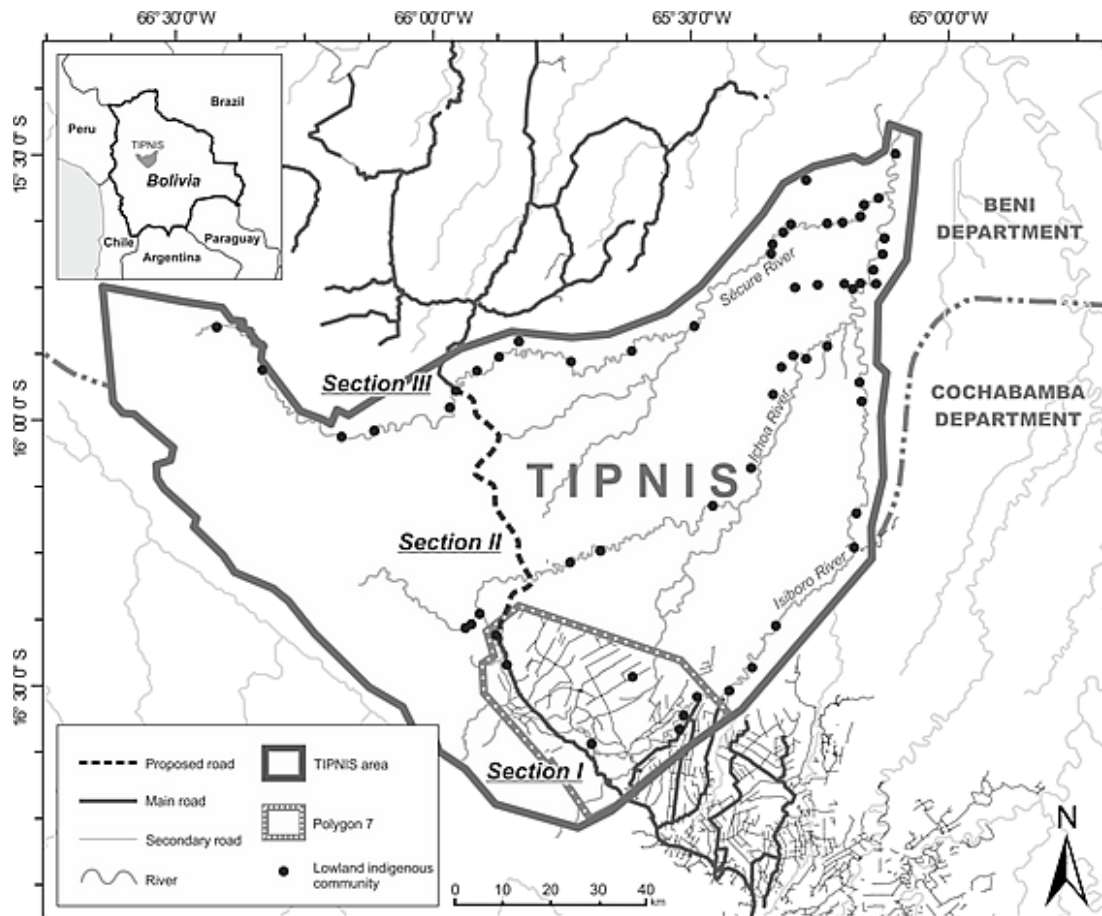 66°30'0"W
66°00'0"W
65°30'0"W
65°00'0"W
Brazil
Peru
TIPNIS
Bolivia
Chile
Paraguay
Argentina
15°30'0" S
16°00'0" S
16°30'0" S
BENI
DEPARTMENT
COCHABAMBA
DEPARTMENT
Sécure River
Section III
Ichoa River
TIPNIS
Section II
Isiboro River
Section I
Proposed road
Main road
Secondary road
River
TIPNIS area
Polygon 7
Lowland indigenous
community
0 10 20 30 40
km
N